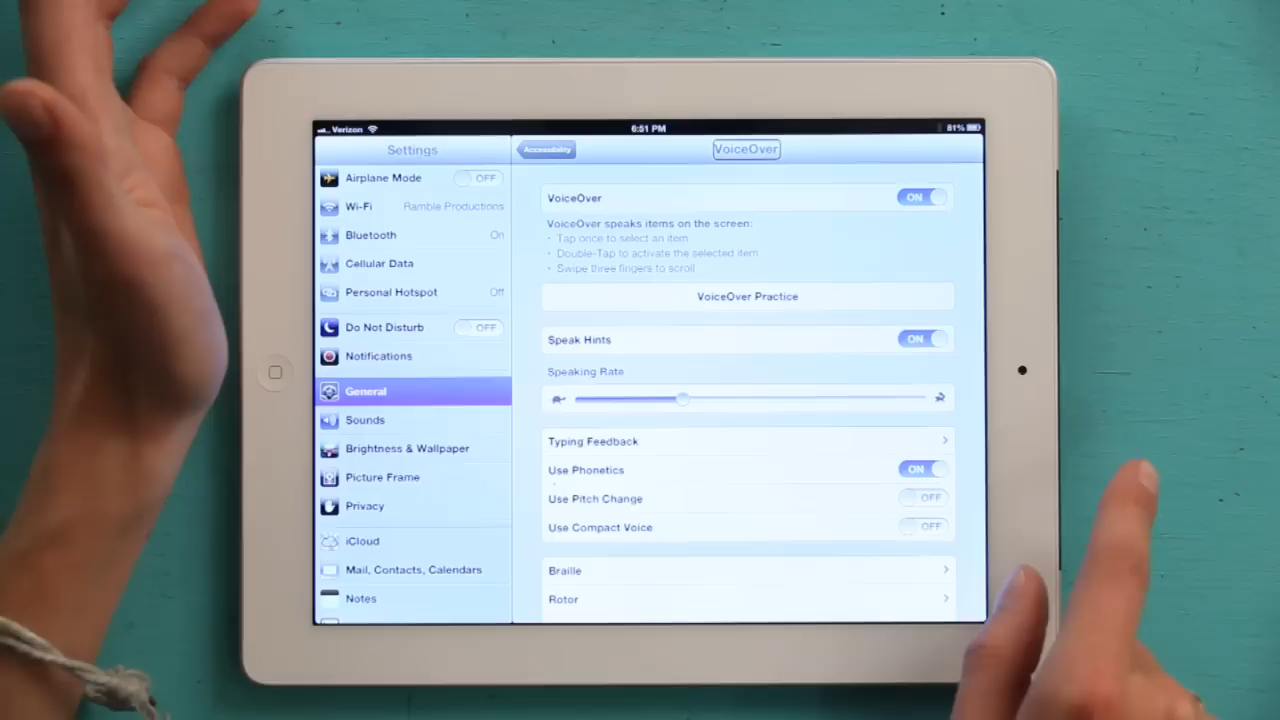 Verizon 6:51 PM 81%
Settings
Airplane Mode OFF
Wi-Fi Ramble Productions
Bluetooth On
Cellular Data
Personal Hotspot Off
Do Not Disturb OFF
Notifications
General
Sounds
Brightness & Wallpaper
Picture Frame
Privacy
iCloud
Mail, Contacts, Calendars
Notes
Accessibility VoiceOver
VoiceOver ON
VoiceOver speaks items on the screen:
· Tap once to select an item
· Double-Tap to activate the selected item
· Swipe three fingers to scroll
VoiceOver Practice
Speak Hints ON
Speaking Rate
Typing Feedback
Use Phonetics ON
Use Pitch Change OFF
Use Compact Voice OFF
Braille
Rotor